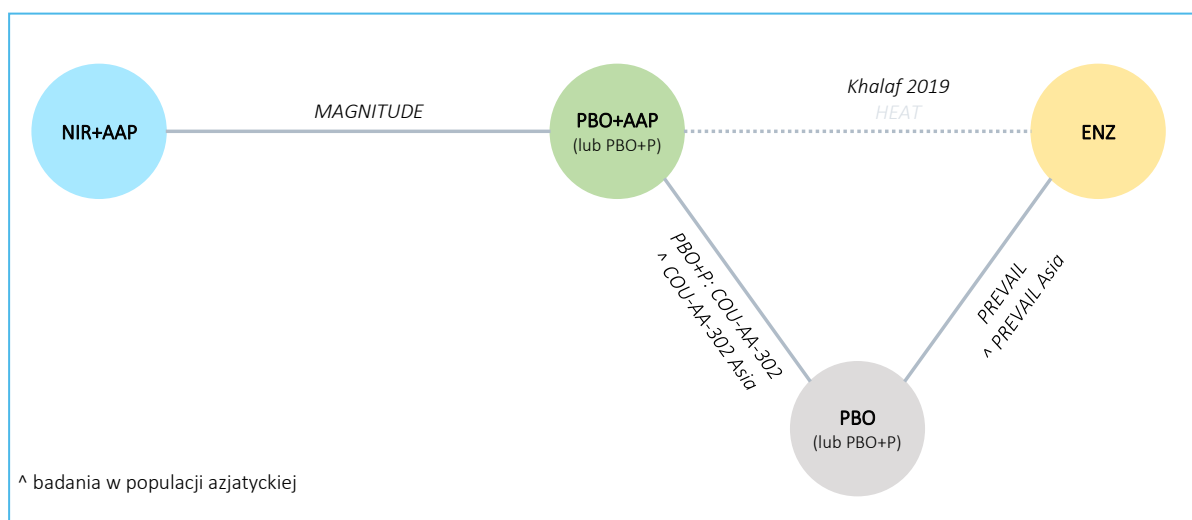 NIR+AAP
MAGNITUDE
PBO+AAP
(lub PBO+P)
Khalaf 2019
HEAT
ENZ
PBO+P: COU-AA-302
^ COU-AA-302 Asia
PREVAIL
^ PREVAIL Asia
PBO
(lub PBO+P)
^ badania w populacji azjatyckiej